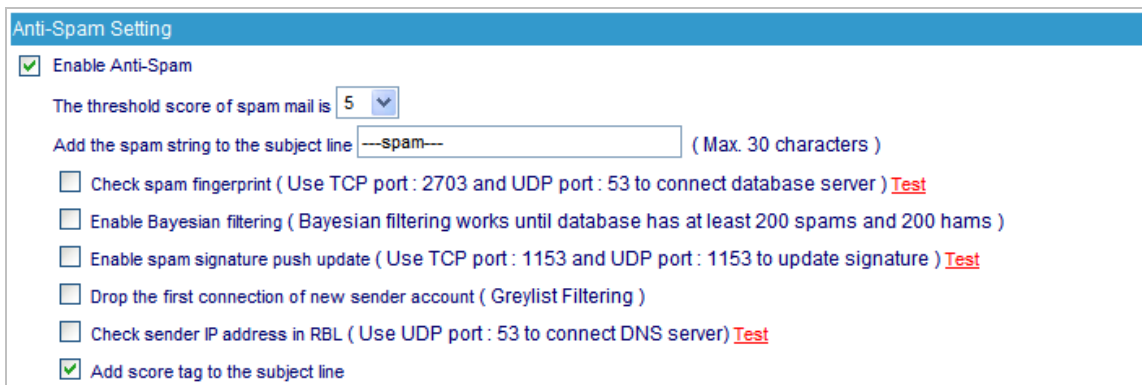 Anti-Spam Setting
Enable Anti-Spam
The threshold score of spam mail is 5
Add the spam string to the subject line ---spam--- ( Max. 30 characters )
Check spam fingerprint ( Use TCP port : 2703 and UDP port : 53 to connect database server ) Test
Enable Bayesian filtering ( Bayesian filtering works until database has at least 200 spams and 200 hams )
Enable spam signature push update ( Use TCP port : 1153 and UDP port : 1153 to update signature ) Test
Drop the first connection of new sender account ( Greylist Filtering )
Check sender IP address in RBL ( Use UDP port : 53 to connect DNS server) Test
Add score tag to the subject line